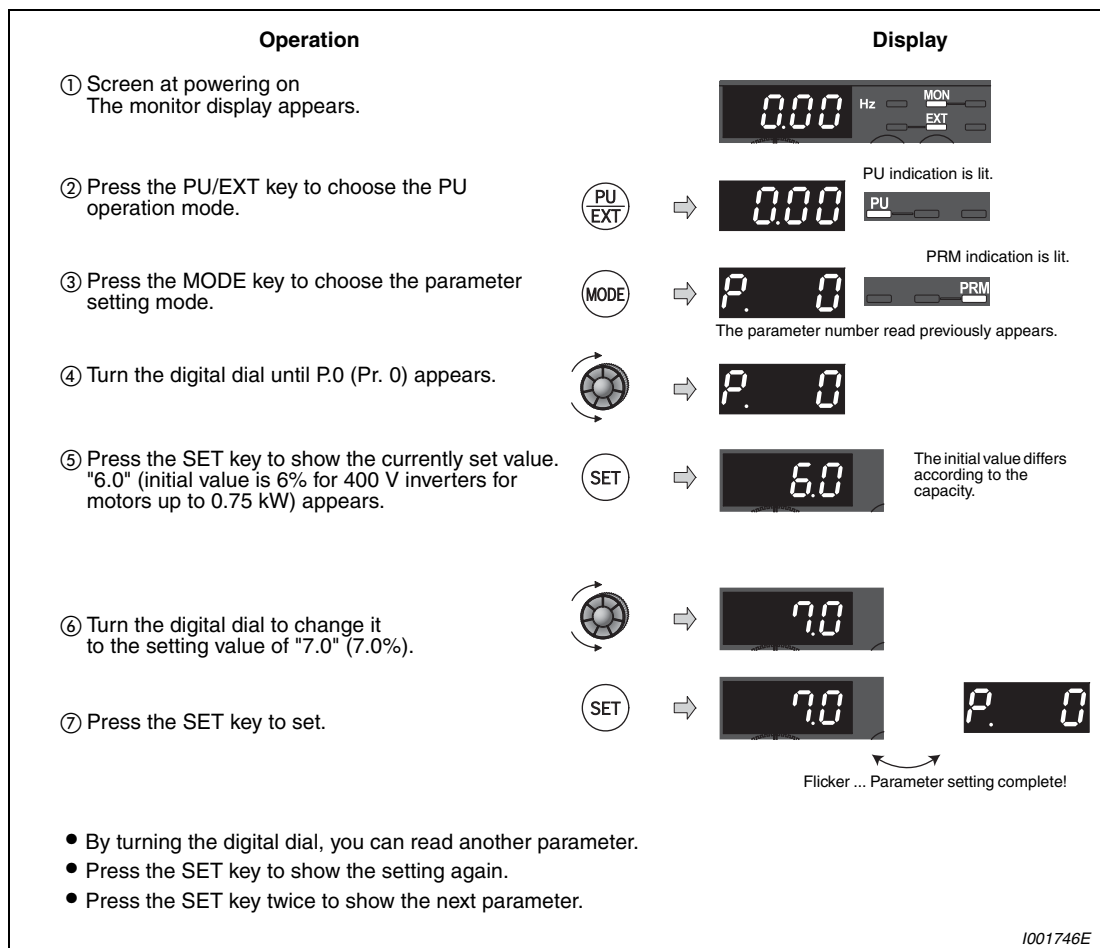 Operation Display
① Screen at powering on
The monitor display appears.
0.00 Hz MON
EXT
② Press the PU/EXT key to choose the PU
operation mode.
PU
EXT
0.00
PU indication is lit.
PU
③ Press the MODE key to choose the parameter
setting mode.
MODE
P. 0
PRM indication is lit.
PRM
The parameter number read previously appears.
④ Turn the digital dial until P.0 (Pr. 0) appears.
P. 0
⑤ Press the SET key to show the currently set value.
"6.0" (initial value is 6% for 400 V inverters for
motors up to 0.75 kW) appears.
SET
6.0
The initial value differs
according to the
capacity.
⑥ Turn the digital dial to change it
to the setting value of "7.0" (7.0%).
7.0
⑦ Press the SET key to set.
SET
7.0 P. 0
Flicker ... Parameter setting complete!
● By turning the digital dial, you can read another parameter.
● Press the SET key to show the setting again.
● Press the SET key twice to show the next parameter.
I001746E